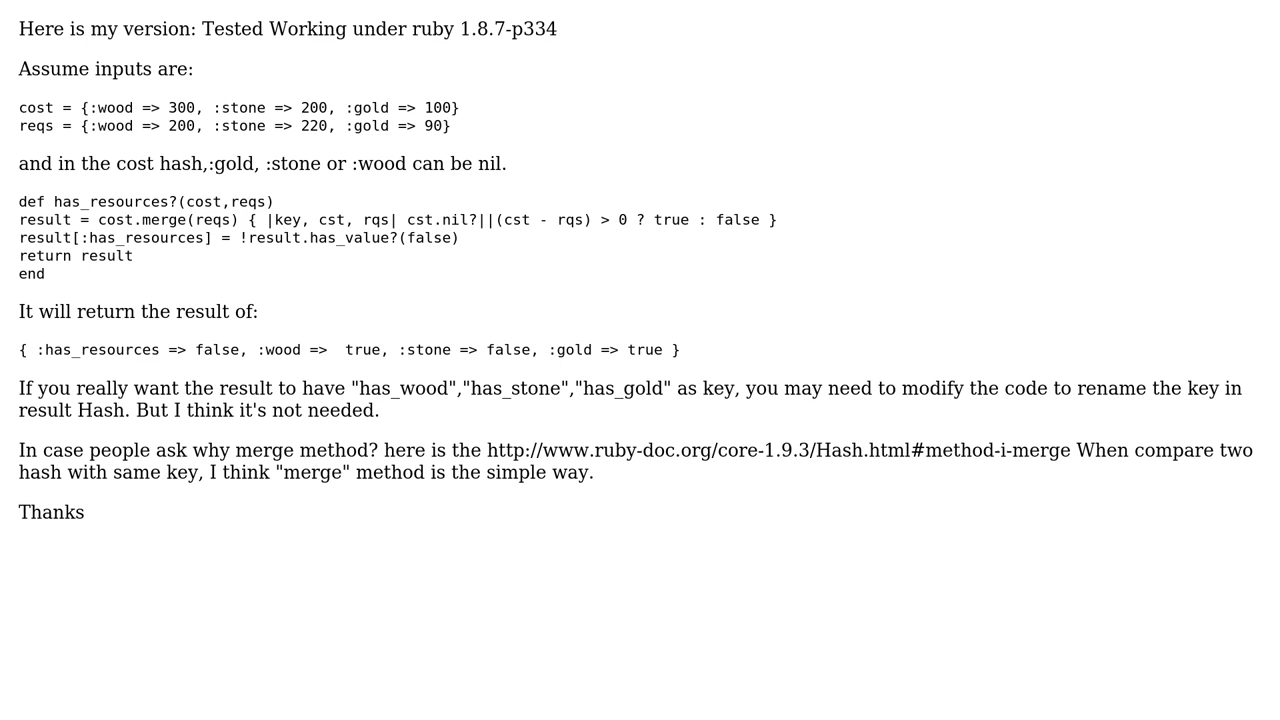 Here is my version: Tested Working under ruby 1.8.7-p334
Assume inputs are:
cost = {:wood => 300, :stone => 200, :gold => 100}
reqs = {:wood => 200, :stone => 220, :gold => 90}
and in the cost hash,:gold, :stone or :wood can be nil.
def has_resources?(cost,reqs)
result = cost.merge(reqs) { |key, cst, rqs| cst.nil?||(cst - rqs) > 0 ? true : false }
result[:has_resources] = !result.has_value?(false)
return result
end
It will return the result of:
{ :has_resources => false, :wood =>  true, :stone => false, :gold => true }
If you really want the result to have "has_wood","has_stone","has_gold" as key, you may need to modify the code to rename the key in
result Hash. But I think it's not needed.
In case people ask why merge method? here is the http://www.ruby-doc.org/core-1.9.3/Hash.html#method-i-merge When compare two
hash with same key, I think "merge" method is the simple way.
Thanks